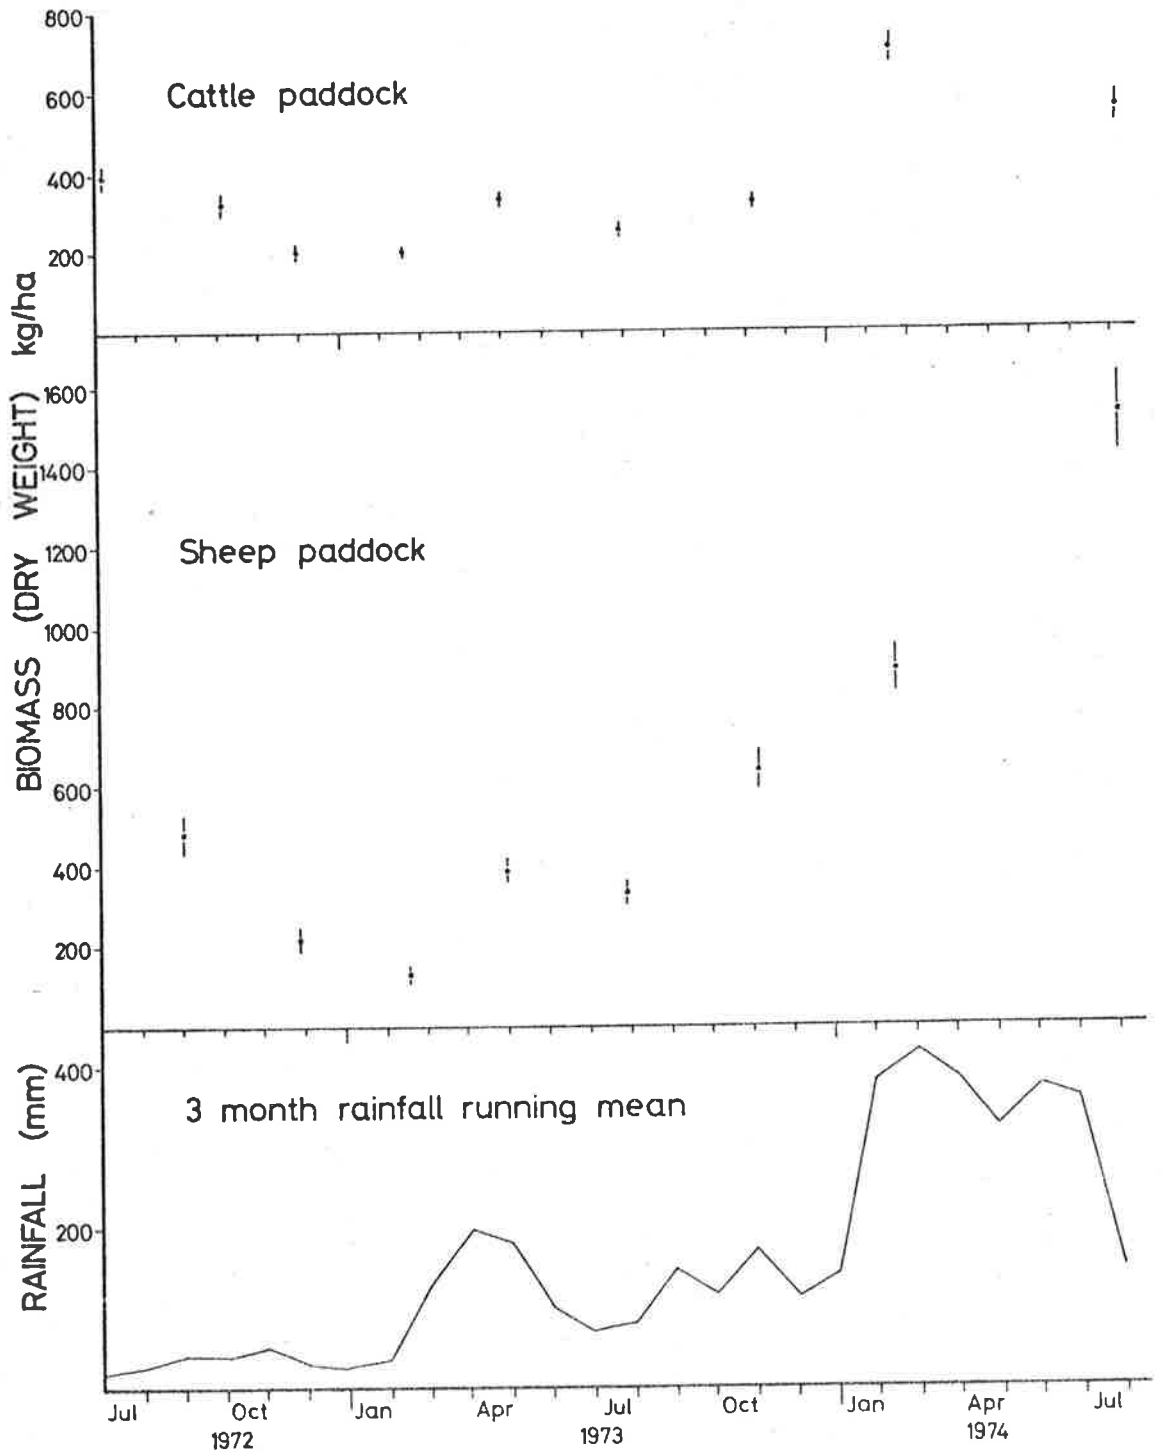 800
600
400
200
Cattle paddock
BIOMASS (DRY WEIGHT) kg/ha
1600
1400
1200
1000
800
600
400
200
Sheep paddock
RAINFALL (mm)
400
200
3 month rainfall running mean
Jul Oct Jan Apr Jul Oct Jan Apr Jul
1972 1973 1974